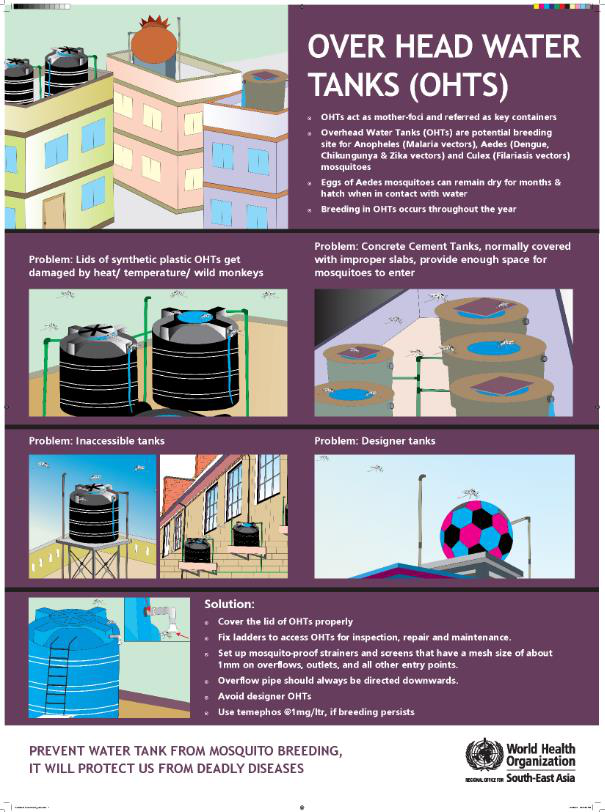 OVER HEAD WATER
TANKS (OHTS)
OHTs act as mother-foci and referred as key containers
Overhead Water Tanks (OHTs) are potential breeding
site for Anopheles (Malaria vectors), Aedes (Dengue,
Chikungunya & Zika vectors) and Culex (Filariasis vectors)
mosquitoes
Eggs of Aedes mosquitoes can remain dry for months &
hatch when in contact with water
Breeding in OHTs occurs throughout the year
Problem: Lids of synthetic plastic OHTs get
damaged by heat/ temperature/ wild monkeys
Problem: Concrete Cement Tanks, normally covered
with improper slabs, provide enough space for
mosquitoes to enter
Problem: Inaccessible tanks
Problem: Designer tanks
Solution:
Cover the lid of OHTs properly
Fix ladders to access OHTs for inspection, repair and maintenance.
Set up mosquito-proof strainers and screens that have a mesh size of about
1mm on overflows, outlets, and all other entry points.
Overflow pipe should always be directed downwards.
Avoid designer OHTs
Use temephos @1mg/ltr, if breeding persists
PREVENT WATER TANK FROM MOSQUITO BREEDING,
IT WILL PROTECT US FROM DEADLY DISEASES
World Health
Organization
REGIONAL OFFICE FOR South-East Asia